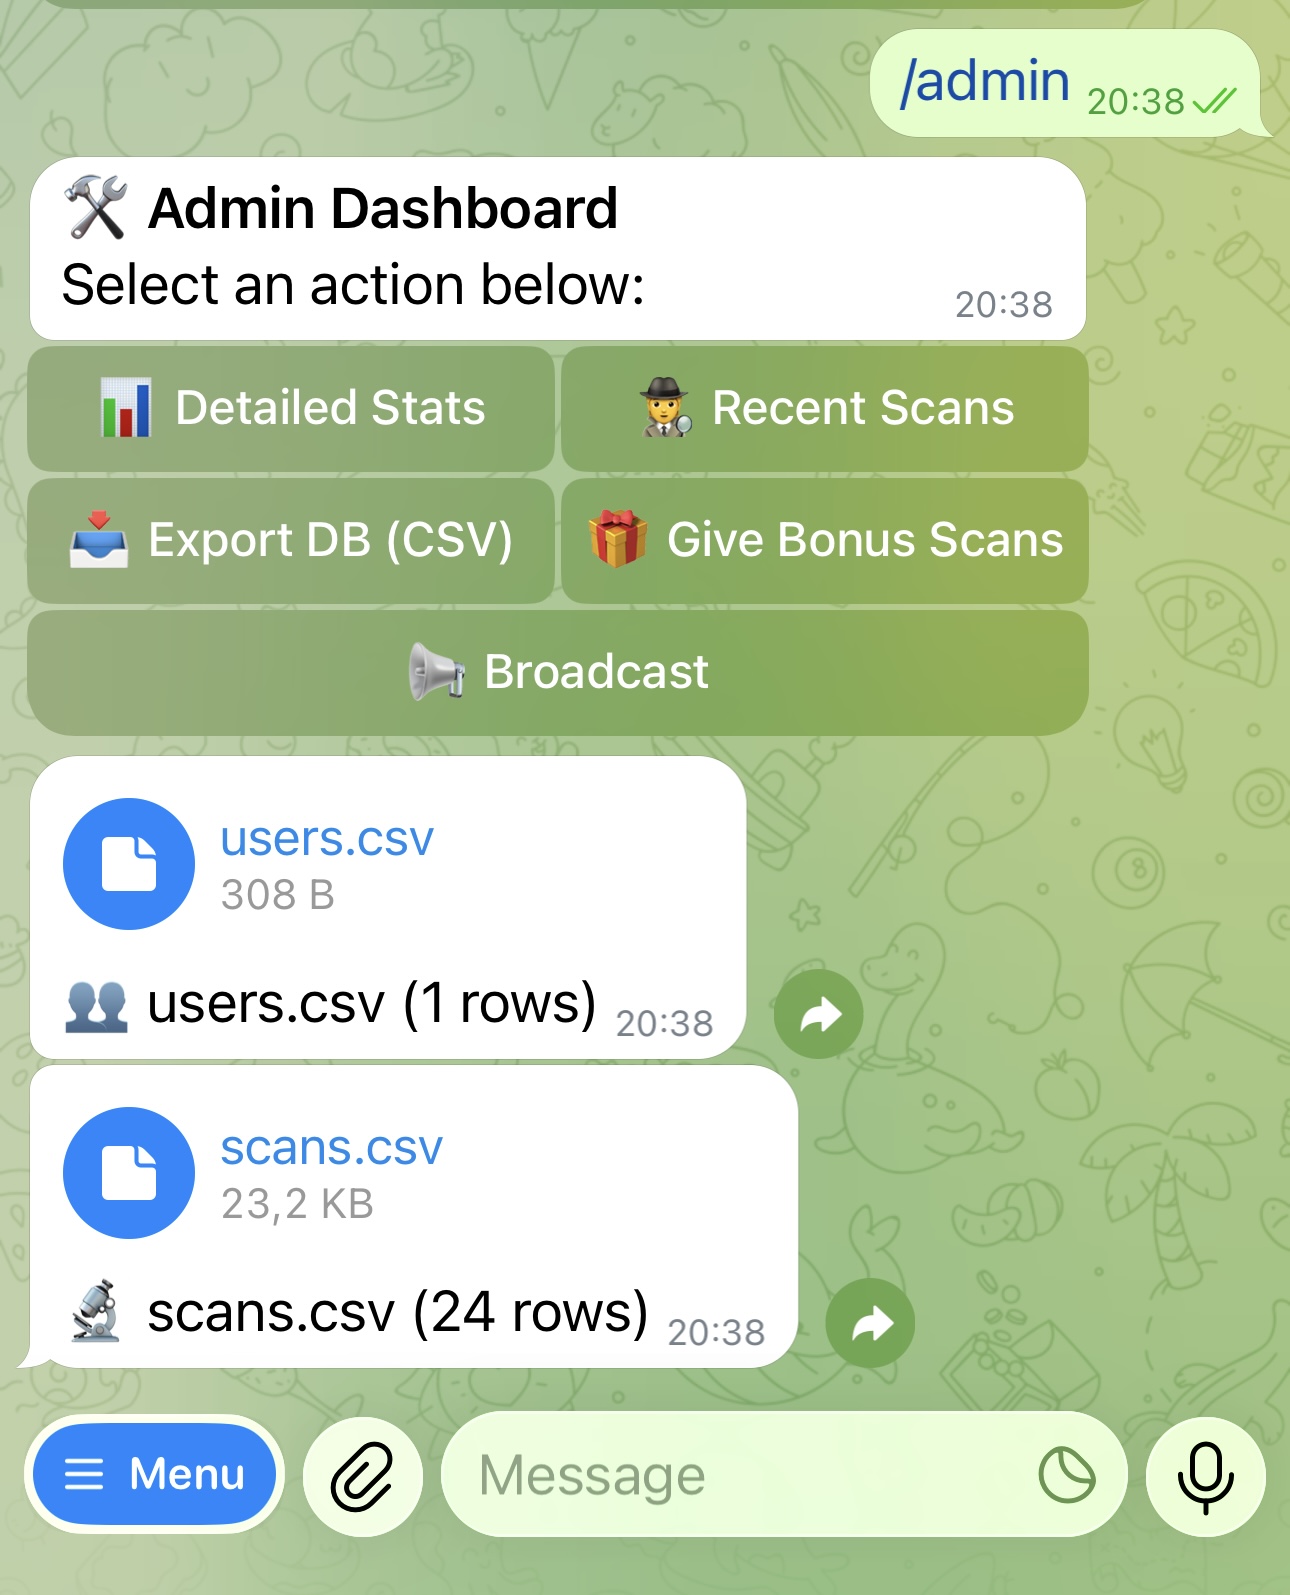 /admin 20:38
Admin Dashboard
Select an action below:
20:38
Detailed Stats
Recent Scans
Export DB (CSV)
Give Bonus Scans
Broadcast
users.csv
308 B
users.csv (1 rows) 20:38
scans.csv
23,2 KB
scans.csv (24 rows) 20:38
Menu
Message